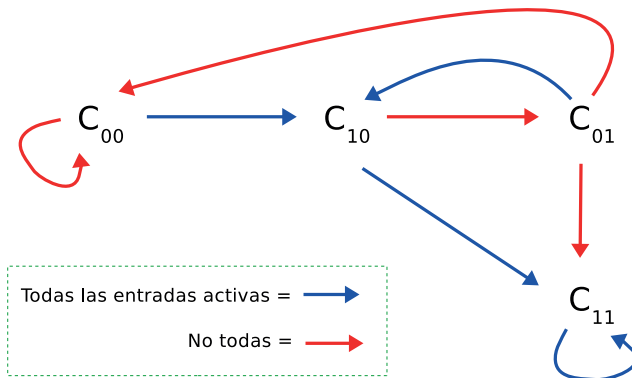 C00 C10 C01
C11
Todas las entradas activas =
No todas =